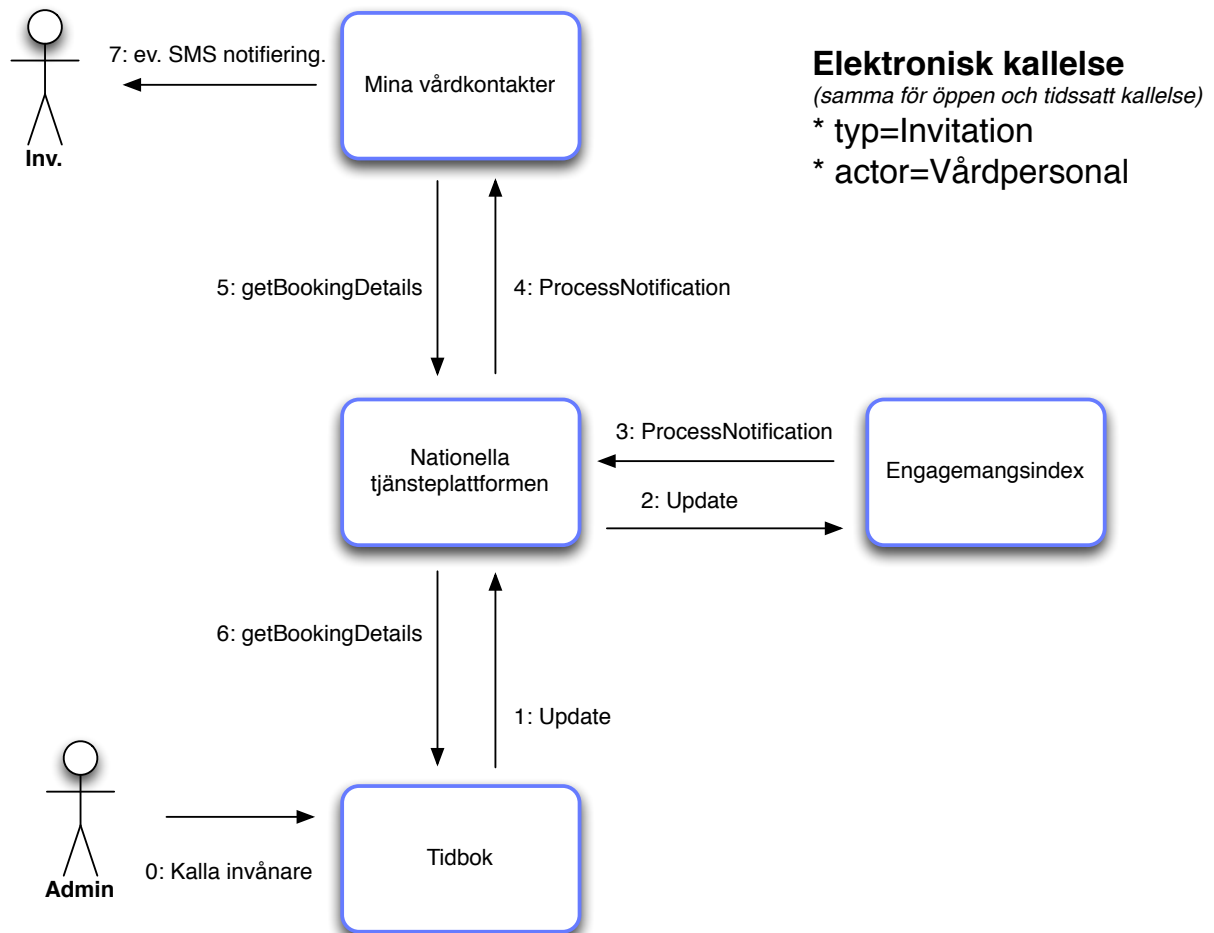 7: ev. SMS notifiering.
Mina vårdkontakter
Elektronisk kallelse
(samma för öppen och tidssatt kallelse)
* typ=Invitation
* actor=Vårdpersonal
Inv.
5: getBookingDetails
4: ProcessNotification
3: ProcessNotification
Nationella
tjänsteplattformen
Engagemangsindex
2: Update
6: getBookingDetails
1: Update
Tidbok
0: Kalla invånare
Admin